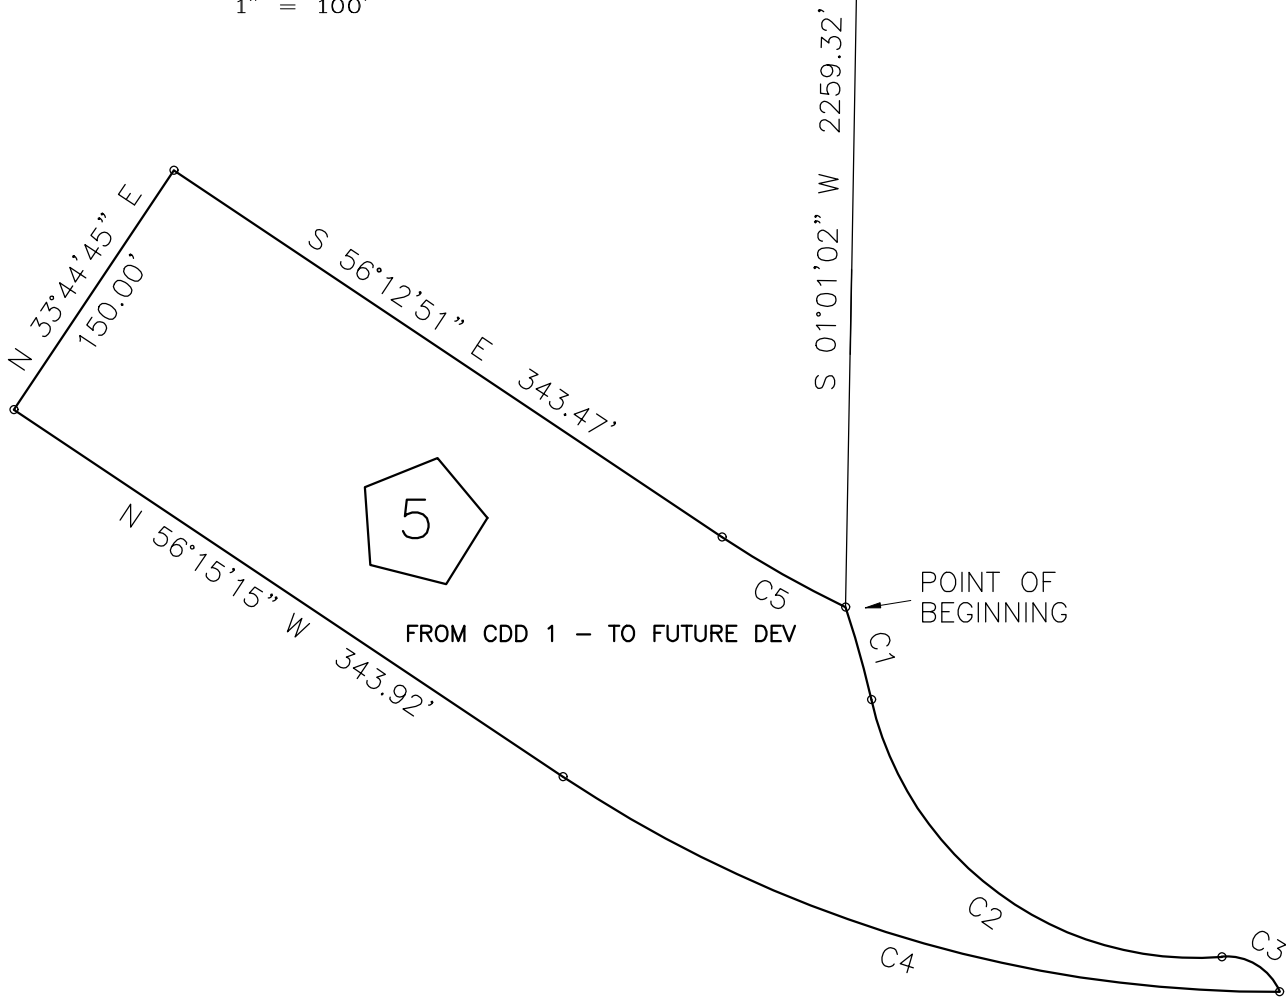 1" = 100'
S 01°01'02" W 2259.32'
N 33°44'45" E
150.00'
S 56°12'51" E 343.47'
5
N 56°15'15" W 343.92'
FROM CDD 1 - TO FUTURE DEV
C5
POINT OF
BEGINNING
C1
C2
C3
C4